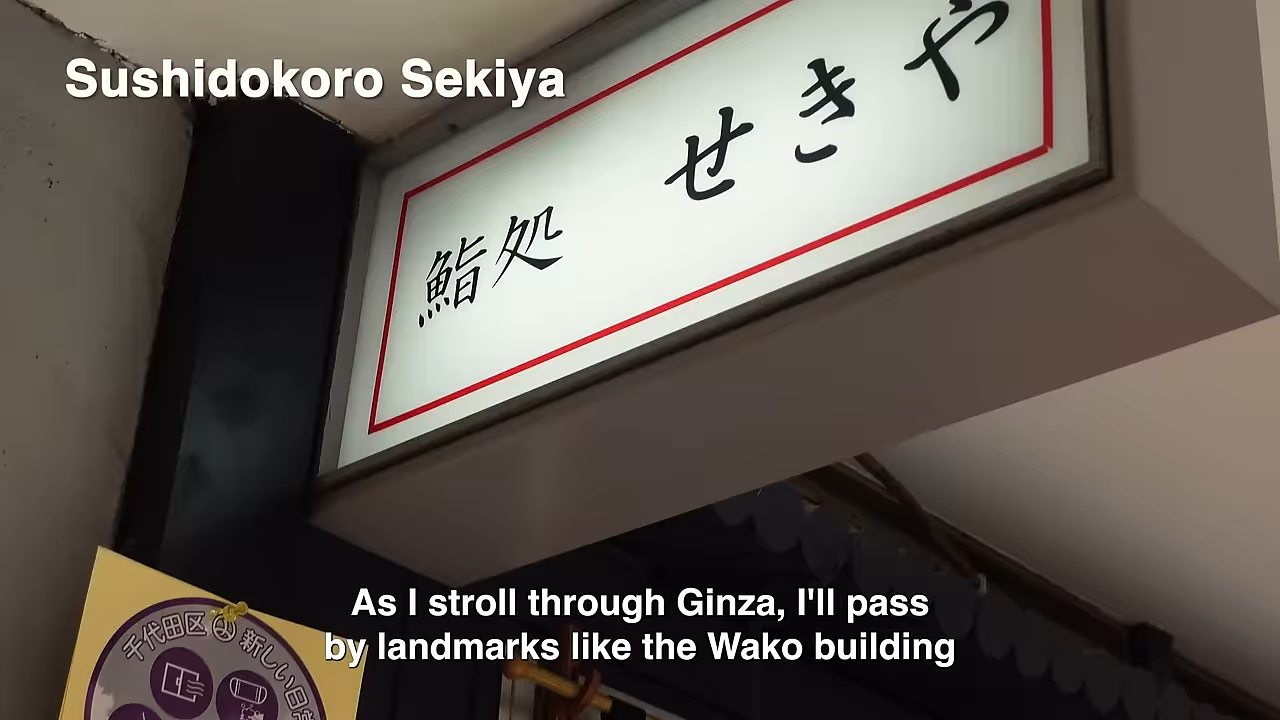 Sushidokoro Sekiya
鮨処 せきや
As I stroll through Ginza, I'll pass
by landmarks like the Wako building
千代田区 新しい日常